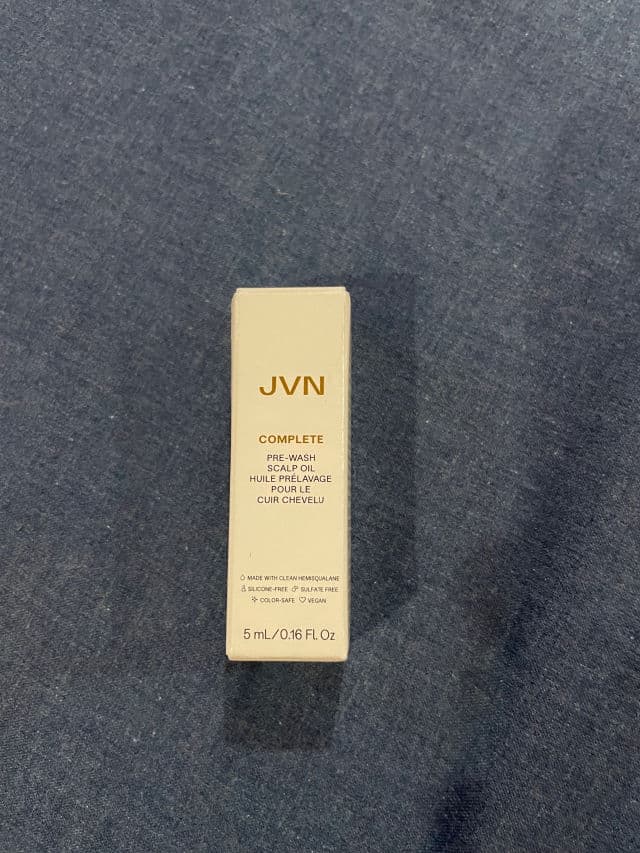 JVN
COMPLETE
PRE-WASH
SCALP OIL
HUILE PRÉLAVAGE
POUR LE
CUIR CHEVELU
MADE WITH CLEAN HEMISQUALANE
SILICONE-FREE SULFATE FREE
COLOR-SAFE VEGAN
5 mL/0.16 Fl. Oz